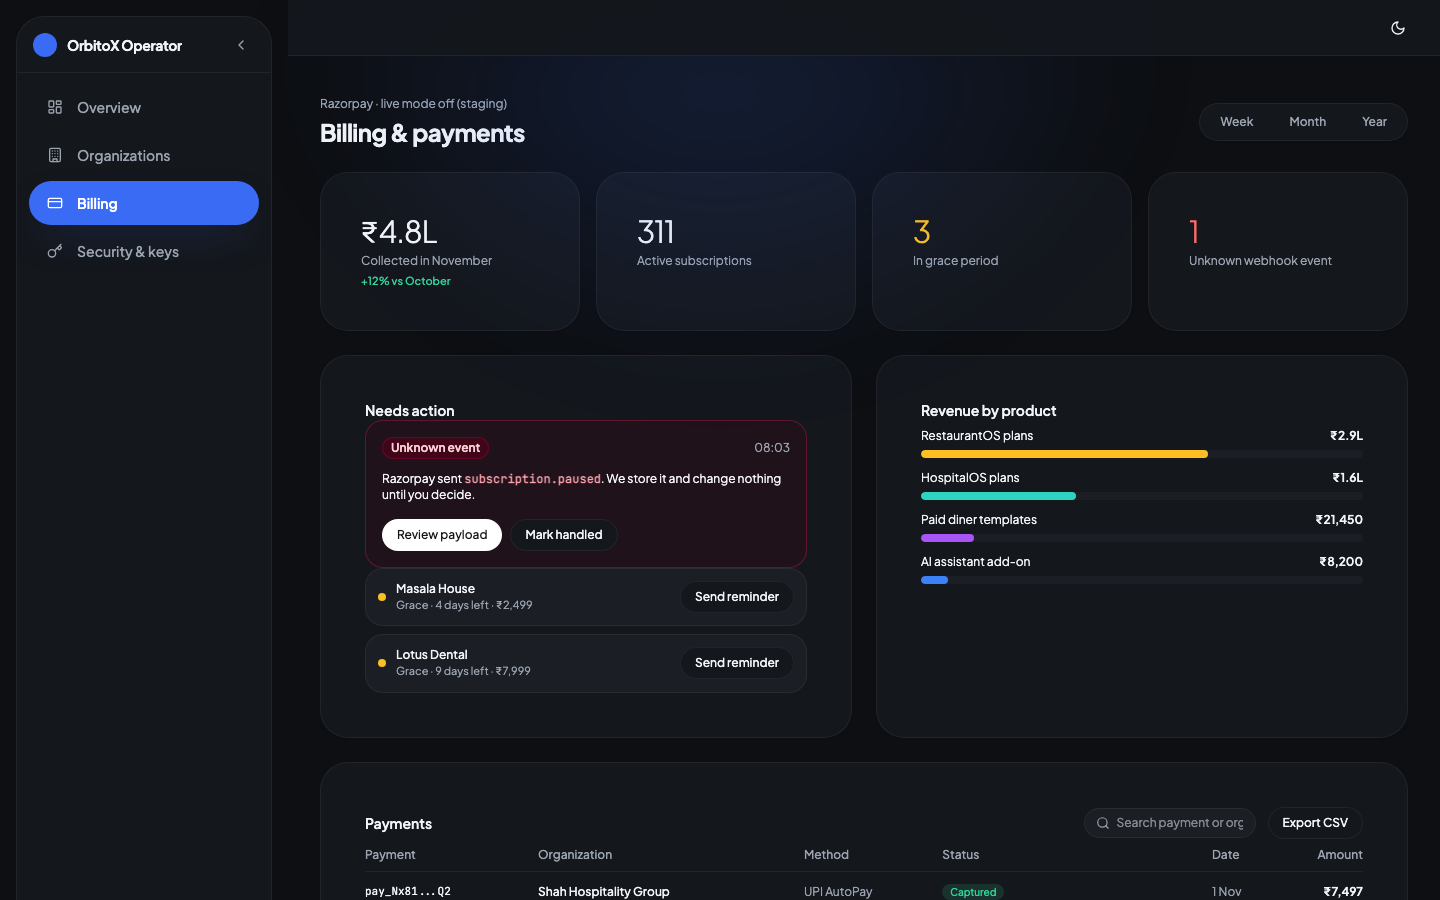 OrbitoX Operator
Overview
Organizations
Billing
Security & keys
Razorpay · live mode off (staging)
Billing & payments
Week Month Year
₹4.8L
Collected in November
+12% vs October
311
Active subscriptions
3
In grace period
1
Unknown webhook event
Needs action
Unknown event 08:03
Razorpay sent subscription.paused. We store it and change nothing
until you decide.
Review payload Mark handled
Masala House
Grace · 4 days left · ₹2,499
Send reminder
Lotus Dental
Grace · 9 days left · ₹7,999
Send reminder
Revenue by product
RestaurantOS plans ₹2.9L
HospitalOS plans ₹1.6L
Paid diner templates ₹21,450
AI assistant add-on ₹8,200
Payments
Search payment or org
Export CSV
Payment Organization Method Status Date Amount
pay_Nx81...Q2 Shah Hospitality Group UPI AutoPay Captured 1 Nov ₹7,497